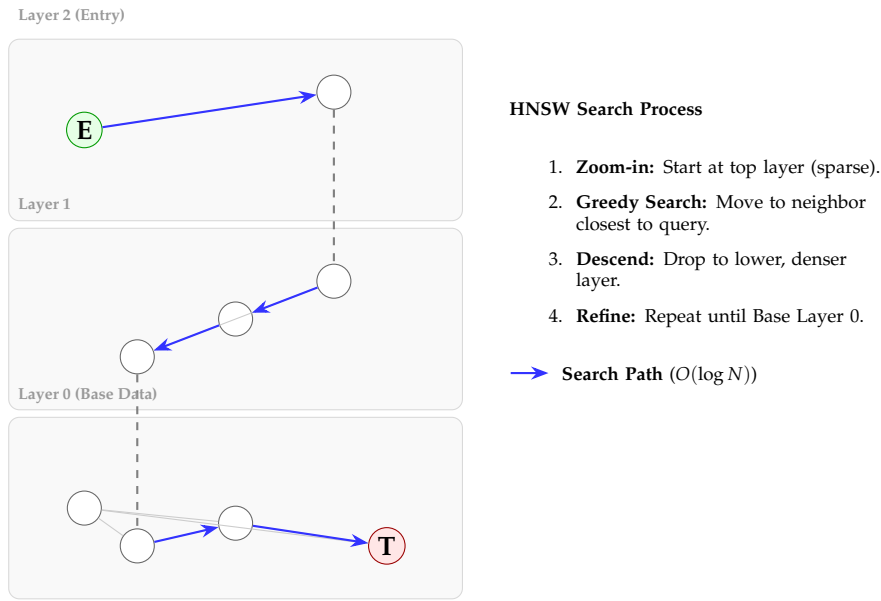 Layer 2 (Entry)
E
Layer 1
Layer 0 (Base Data)
T
HNSW Search Process
1. Zoom-in: Start at top layer (sparse).
2. Greedy Search: Move to neighbor
closest to query.
3. Descend: Drop to lower, denser
layer.
4. Refine: Repeat until Base Layer 0.
Search Path (O(log N))